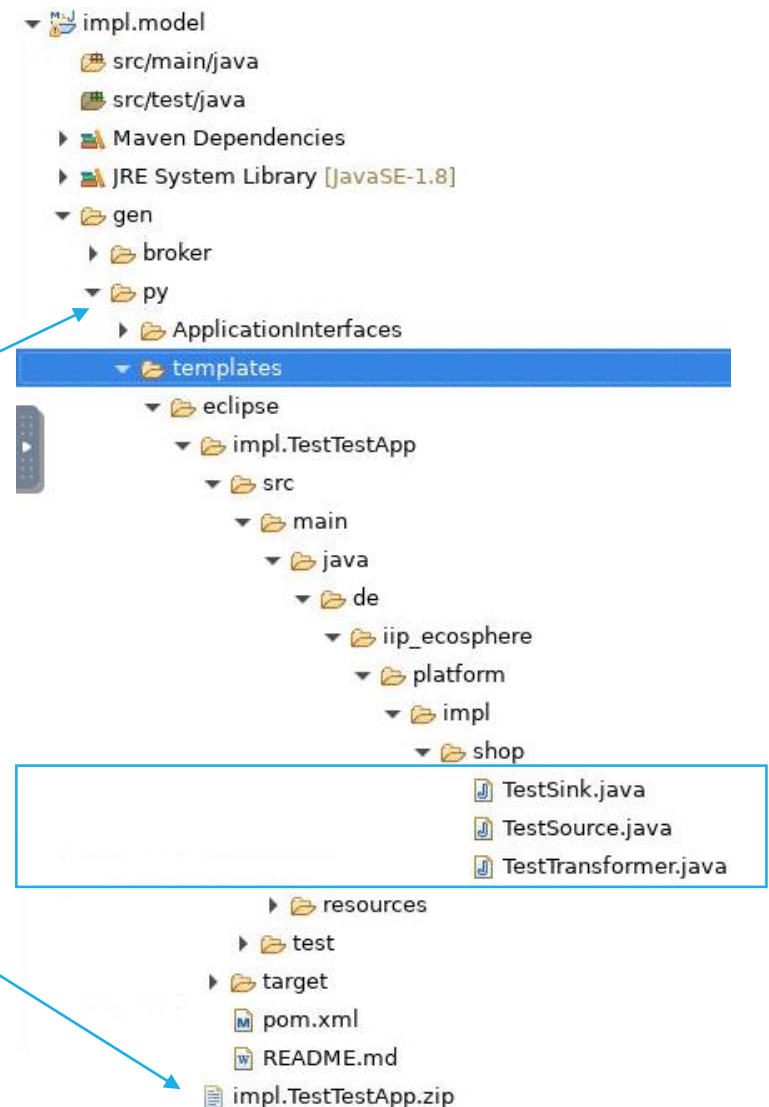 impl.model
src/main/java
src/test/java
Maven Dependencies
JRE System Library [JavaSE-1.8]
gen
broker
py
ApplicationInterfaces
templates
eclipse
impl.TestTestApp
src
main
java
de
iip_ecosphere
platform
impl
shop
TestSink.java
TestSource.java
TestTransformer.java
resources
test
target
pom.xml
README.md
impl.TestTestApp.zip